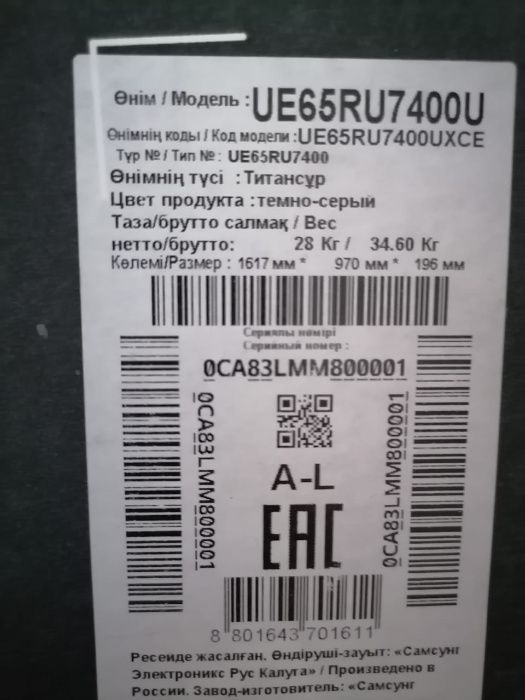 Өнім / Модель : UE65RU7400U
Өнімнің коды / Код модели : UE65RU7400UXCE
Түр № / Тип № : UE65RU7400
Өнімнің түсі : Титансұр
Цвет продукта : темно-серый
Таза/брутто салмақ / Вес
нетто/брутто: 28 Кг / 34.60 Кг
Көлемі/Размер : 1617 мм * 970 мм * 196 мм
Сериялы нөмірі
Серийный номер :
0CA83LMM800001
0CA83LMM800001
0CA83LMM800001
A-L
EAC
8 801643 701611
Ресейде жасалған. Өндіруші-зауыт: «Самсунг
Электроникс Рус Калуга» / Произведено в
России. Завод-изготовитель: «Самсунг